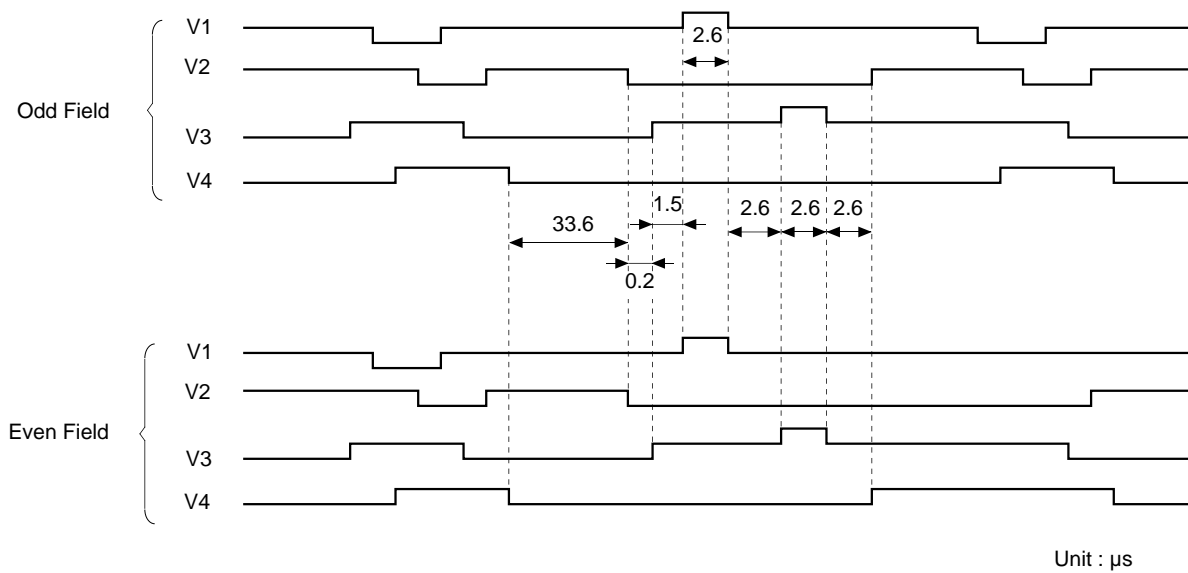 V1
2.6
V2
Odd Field
V3
V4
1.5
2.6
2.6
2.6
33.6
0.2
V1
V2
Even Field
V3
V4
Unit : µs